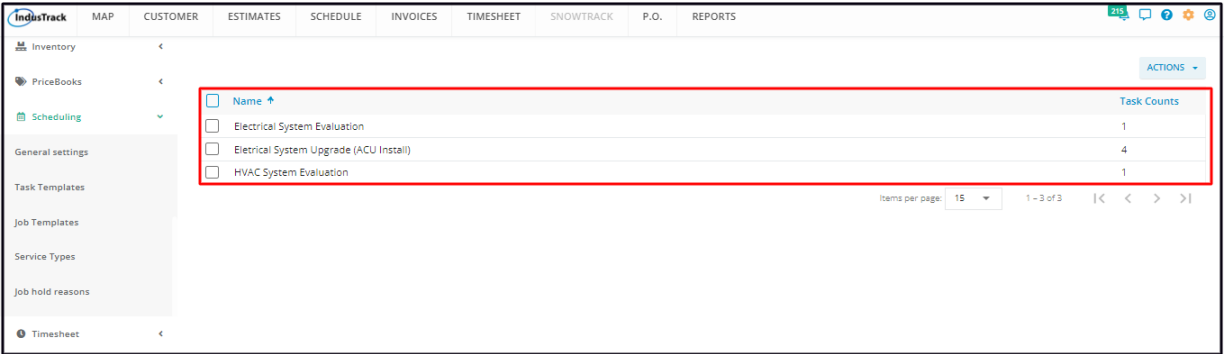 IndusTrack MAP CUSTOMER ESTIMATES SCHEDULE INVOICES TIMESHEET SNOWTRACK P.O. REPORTS 215
Inventory
PriceBooks
Scheduling
General settings
Task Templates
Job Templates
Service Types
Job hold reasons
Timesheet
ACTIONS
Name Task Counts
Electrical System Evaluation 1
Eletrical System Upgrade (ACU Install) 4
HVAC System Evaluation 1
Items per page: 15 1 – 3 of 3